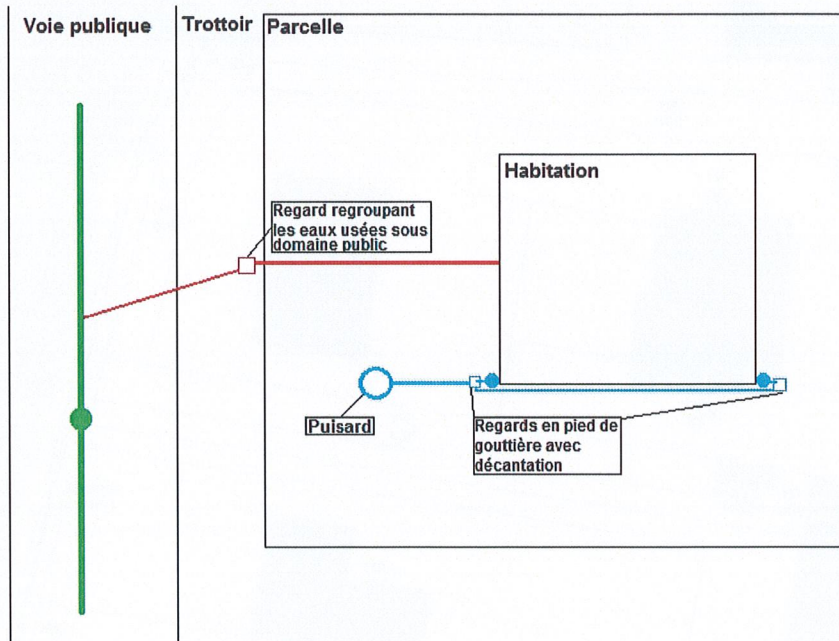 Voie publique
Trottoir
Parcelle
Habitation
Regard regroupant
les eaux usées sous
domaine public
Puisard
Regards en pied de
gouttière avec
décantation